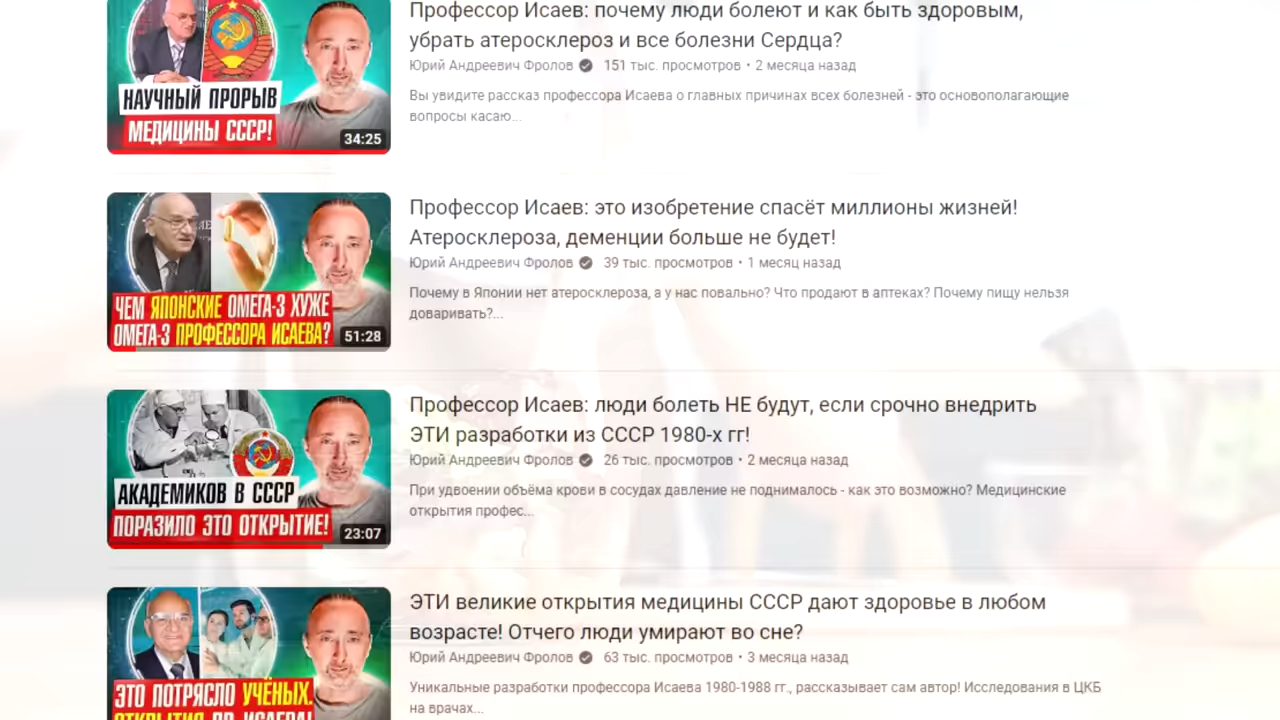 Профессор Исаев: почему люди болеют и как быть здоровым,
убрать атеросклероз и все болезни Сердца?
Юрий Андреевич Фролов 151 тыс. просмотров • 2 месяца назад
Вы увидите рассказ профессора Исаева о главных причинах всех болезней - это основополагающие
вопросы касаю...
НАУЧНЫЙ ПРОРЫВ
МЕДИЦИНЫ СССР!
34:25
Профессор Исаев: это изобретение спасёт миллионы жизней!
Атеросклероза, деменции больше не будет!
Юрий Андреевич Фролов 39 тыс. просмотров • 1 месяц назад
Почему в Японии нет атеросклероза, а у нас повально? Что продают в аптеках? Почему пищу нельзя
доваривать?...
ЧЕМ ЯПОНСКИЕ ОМЕГА-3 ХУЖЕ
ОМЕГА-3 ПРОФЕССОРА ИСАЕВА?
51:28
Профессор Исаев: люди болеть НЕ будут, если срочно внедрить
ЭТИ разработки из СССР 1980-х гг!
Юрий Андреевич Фролов 26 тыс. просмотров • 2 месяца назад
При удвоении объёма крови в сосудах давление не поднималось - как это возможно? Медицинские
открытия профес...
АКАДЕМИКОВ В СССР
ПОРАЗИЛО ЭТО ОТКРЫТИЕ!
23:07
ЭТИ великие открытия медицины СССР дают здоровье в любом
возрасте! Отчего люди умирают во сне?
Юрий Андреевич Фролов 63 тыс. просмотров • 3 месяца назад
Уникальные разработки профессора Исаева 1980-1988 гг., рассказывает сам автор! Исследования в ЦКБ
на врачах...
ЭТО ПОТРЯСЛО УЧЁНЫХ.